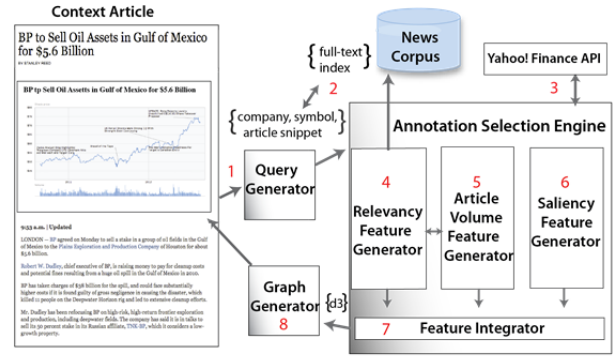 Context Article
BP to Sell Oil Assets in Gulf of Mexico
for $5.6 Billion
BP tp Sell Oil Assetts in Gulf of Mexico for $5.6 Billion
9:53 a.m. | Updated
LONDON — BP agreed on Monday to sell a stake in a group of oil fields in the Gulf
of Mexico to the Plains Exploration and Production Company of Houston for about
$5.6 billion.
Robert W. Dudley, chief executive of BP, is raising money to pay for cleanup costs
and potential fines resulting from a huge oil spill in the Gulf of Mexico in 2010.
BP has taken charges of $38 billion for the spill, and could face substantially
higher costs if it is found guilty of gross negligence in causing the disaster, which
killed 11 people on the Deepwater Horizon rig and led to extensive cleanup efforts.
Mr. Dudley has been refocusing BP on high-risk, high-return frontier exploration
and production, including deepwater fields. The company has said it is in talks to
sell its 50 percent stake in its Russian affiliate, TNK-BP, which it considers a low-
growth property.
{full-text
index}
2
{company, symbol,
article snippet}
News
Corpus
Yahoo! Finance API
3
1
Query
Generator
Annotation Selection Engine
4
Relevancy
Feature
Generator
5
Article
Volume
Feature
Generator
6
Saliency
Feature
Generator
7
Feature Integrator
{d3}
Graph
Generator
8